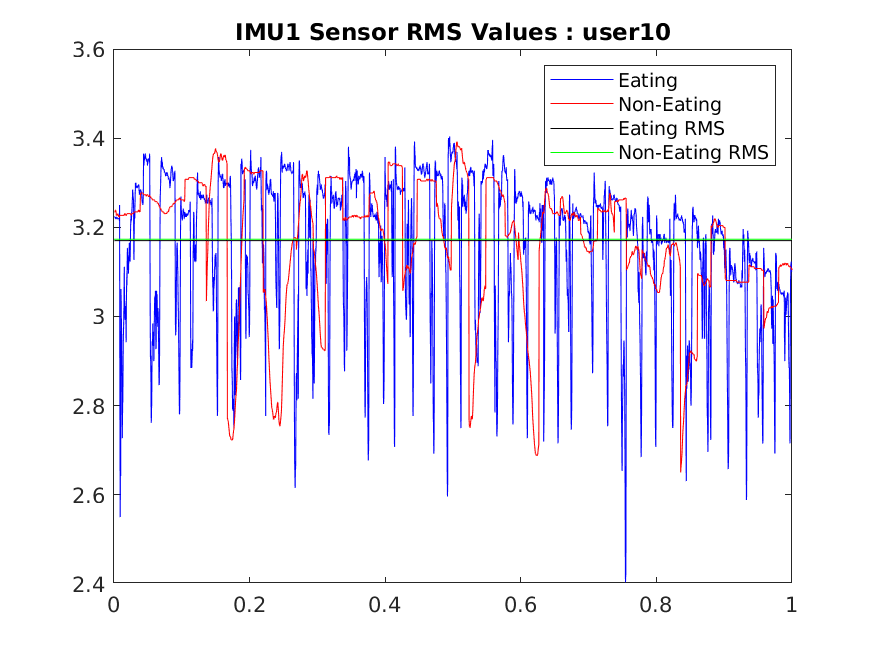 IMU1 Sensor RMS Values : user10
3.6
Eating
Non-Eating
Eating RMS
Non-Eating RMS
3.4
3.2
3
2.8
2.6
2.4
0 0.2 0.4 0.6 0.8 1